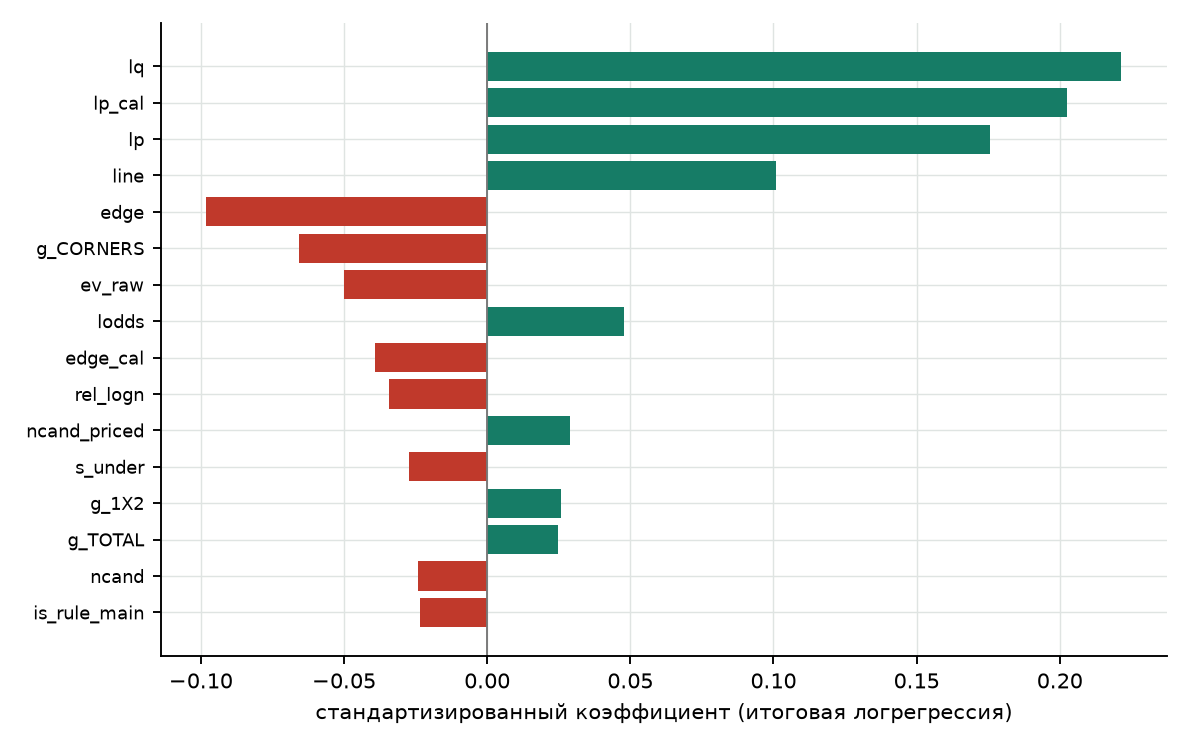 lq
lp_cal
lp
line
edge
g_CORNERS
ev_raw
lodds
edge_cal
rel_logn
ncand_priced
s_under
g_1X2
g_TOTAL
ncand
is_rule_main
−0.10 −0.05 0.00 0.05 0.10 0.15 0.20
стандартизированный коэффициент (итоговая логрегрессия)